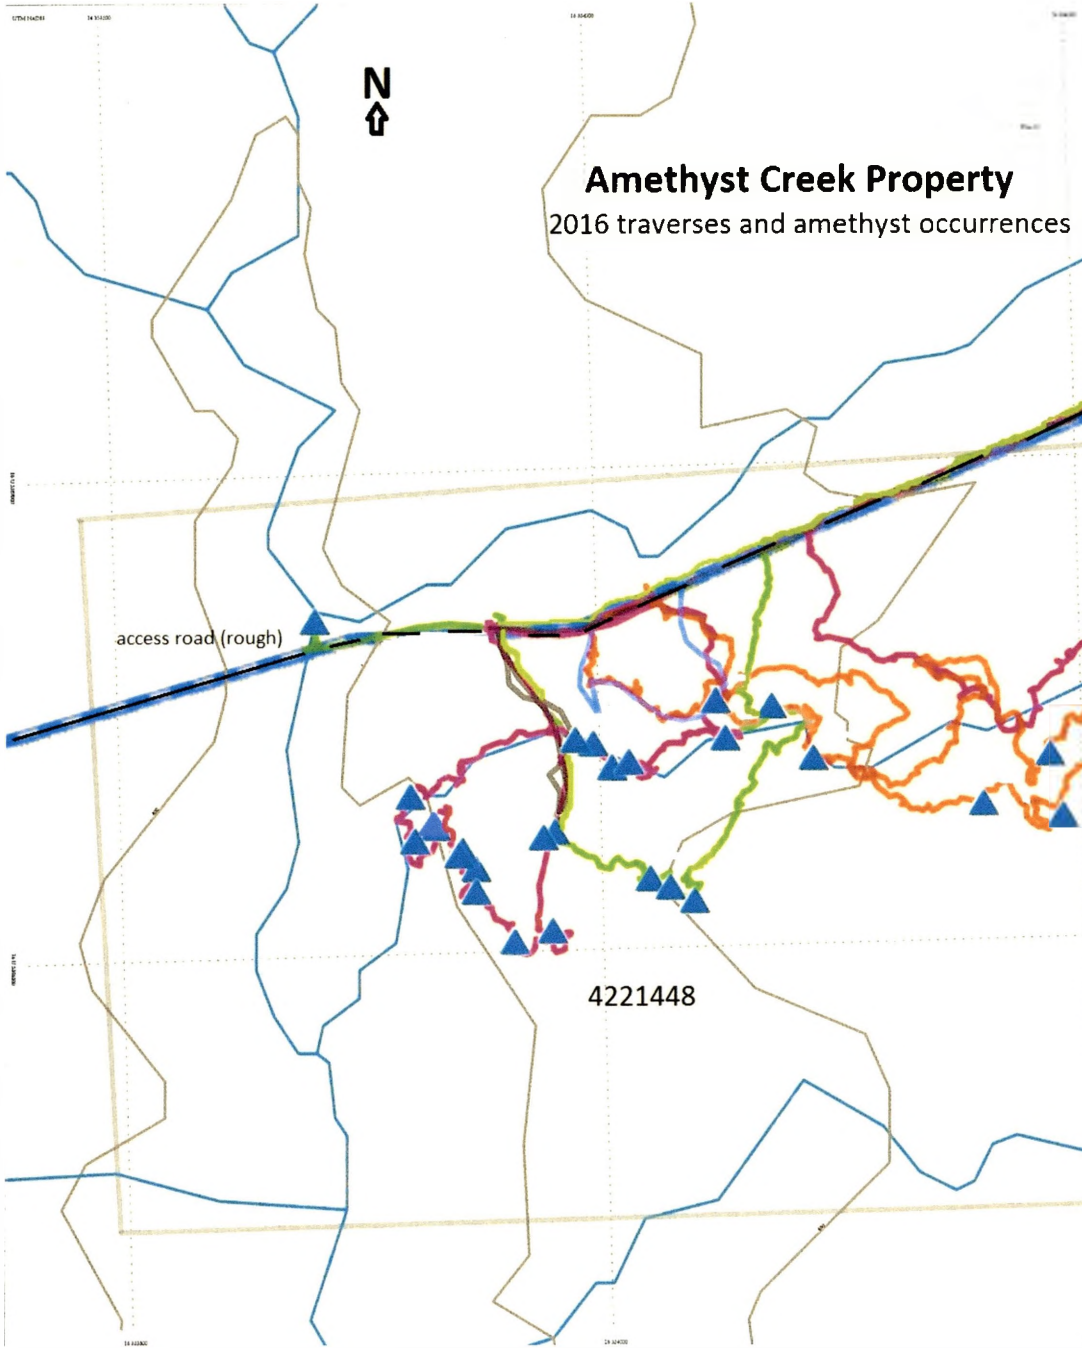 N
Amethyst Creek Property
2016 traverses and amethyst occurrences
access road (rough)
4221448